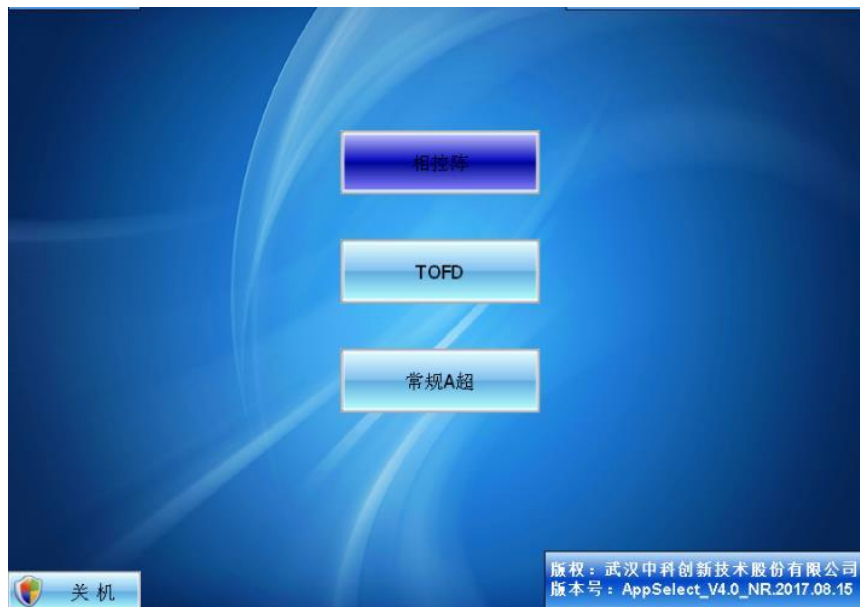 相控阵
TOFD
常规A超
关机
版权：武汉中科创新技术股份有限公司
版本号：AppSelect_V4.0_NR.2017.08.15